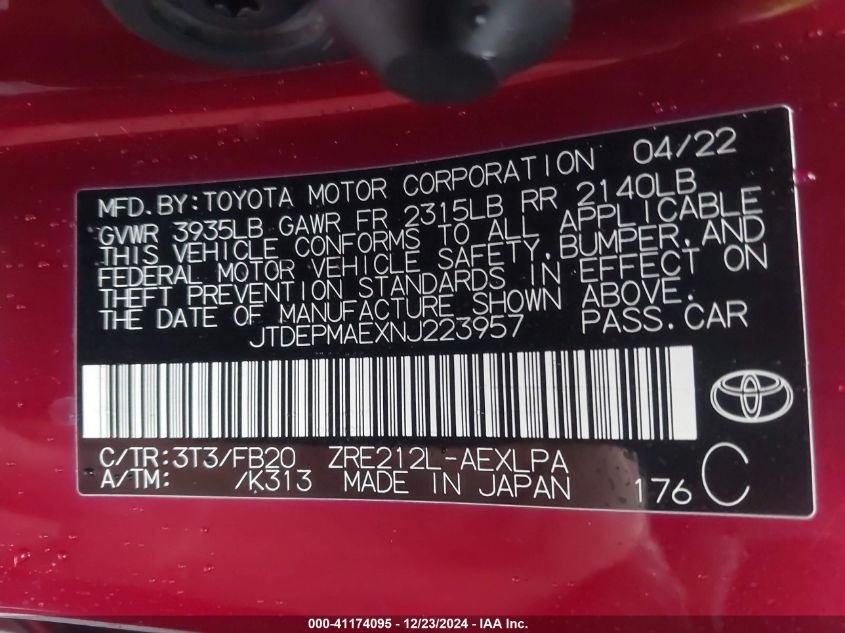 MFD. BY: TOYOTA MOTOR CORPORATION 04/22
GVWR 3935LB GAWR FR 2315LB RR 2140LB
THIS VEHICLE CONFORMS TO ALL APPLICABLE
FEDERAL MOTOR VEHICLE SAFETY, BUMPER, AND
THEFT PREVENTION STANDARDS IN EFFECT ON
THE DATE OF MANUFACTURE SHOWN ABOVE.
JTDEPMAEXNJ223957 PASS. CAR
C/TR: 3T3/FB20 ZRE212L-AEXLPA
A/TM: /K313 MADE IN JAPAN 176 C
000-41174095 - 12/23/2024 - IAA Inc.